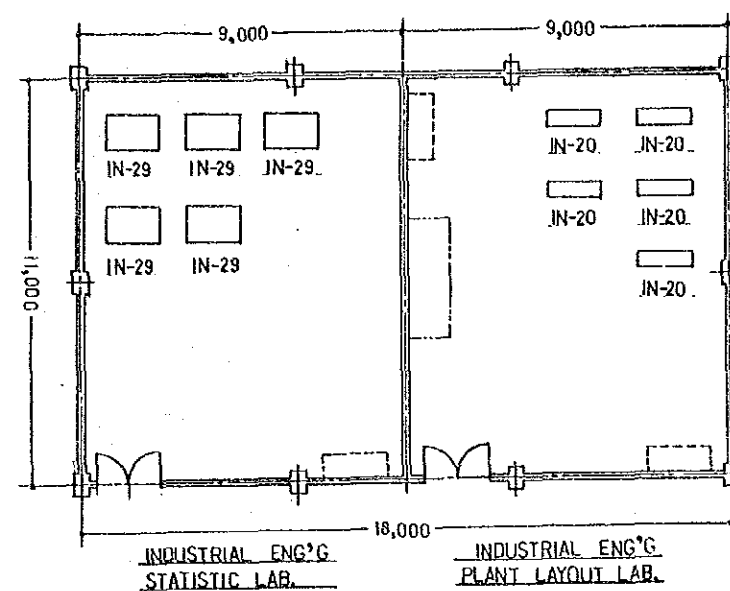 9,000 9,000
IN-29 IN-29 IN-29 IN-20 IN-20
IN-20 IN-20
IN-29 IN-29
IN-20
11,000
18,000
INDUSTRIAL ENG'G
STATISTIC LAB.
INDUSTRIAL ENG'G
PLANT LAYOUT LAB.